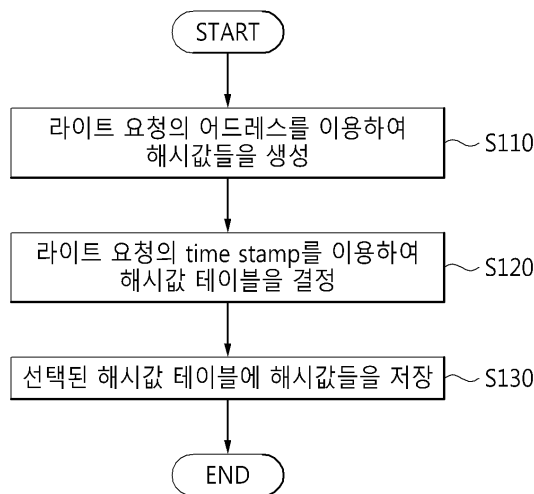 START
라이트 요청의 어드레스를 이용하여
해시값들을 생성
S110
라이트 요청의 time stamp를 이용하여
해시값 테이블을 결정
S120
선택된 해시값 테이블에 해시값들을 저장
S130
END